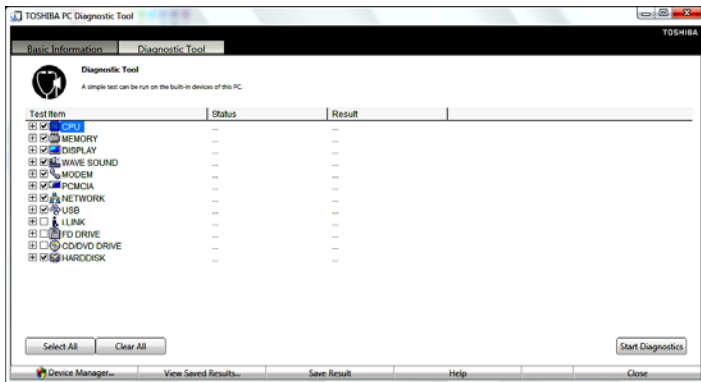 TOSHIBA PC Diagnostic Tool
TOSHIBA
Basic Information Diagnostic Tool
Diagnostic Tool
A simple test can be run on the built-in devices of this PC.
Test Item Status Result
CPU ... ...
MEMORY ... ...
DISPLAY ... ...
WAVE SOUND ... ...
MODEM ... ...
PCMCIA ... ...
NETWORK ... ...
USB ... ...
i.LINK ... ...
FD DRIVE ... ...
CD/DVD DRIVE ... ...
HARDDISK ... ...
Select All Clear All Start Diagnostics
Device Manager... View Saved Results... Save Result Help Close